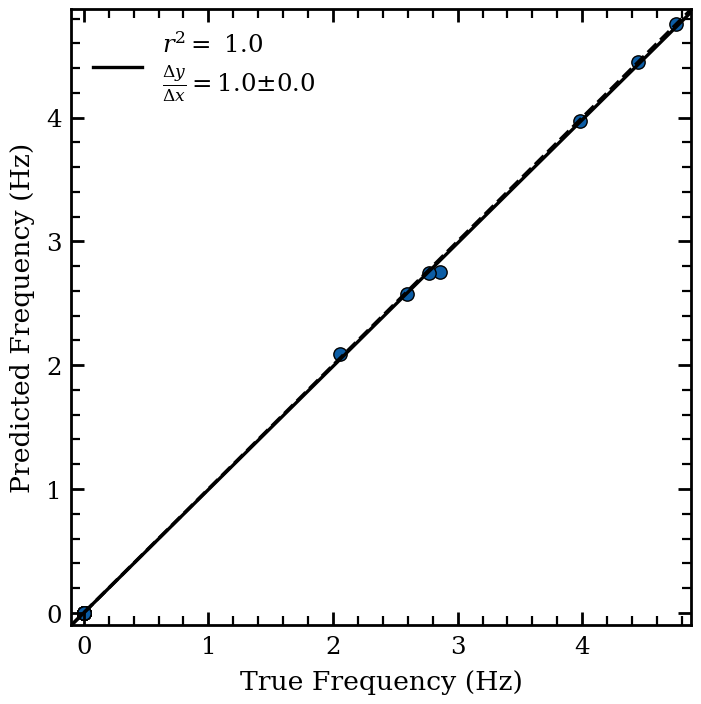 r² = 1.0
Δy/Δx = 1.0±0.0
Predicted Frequency (Hz)
4
3
2
1
0
0 1 2 3 4
True Frequency (Hz)